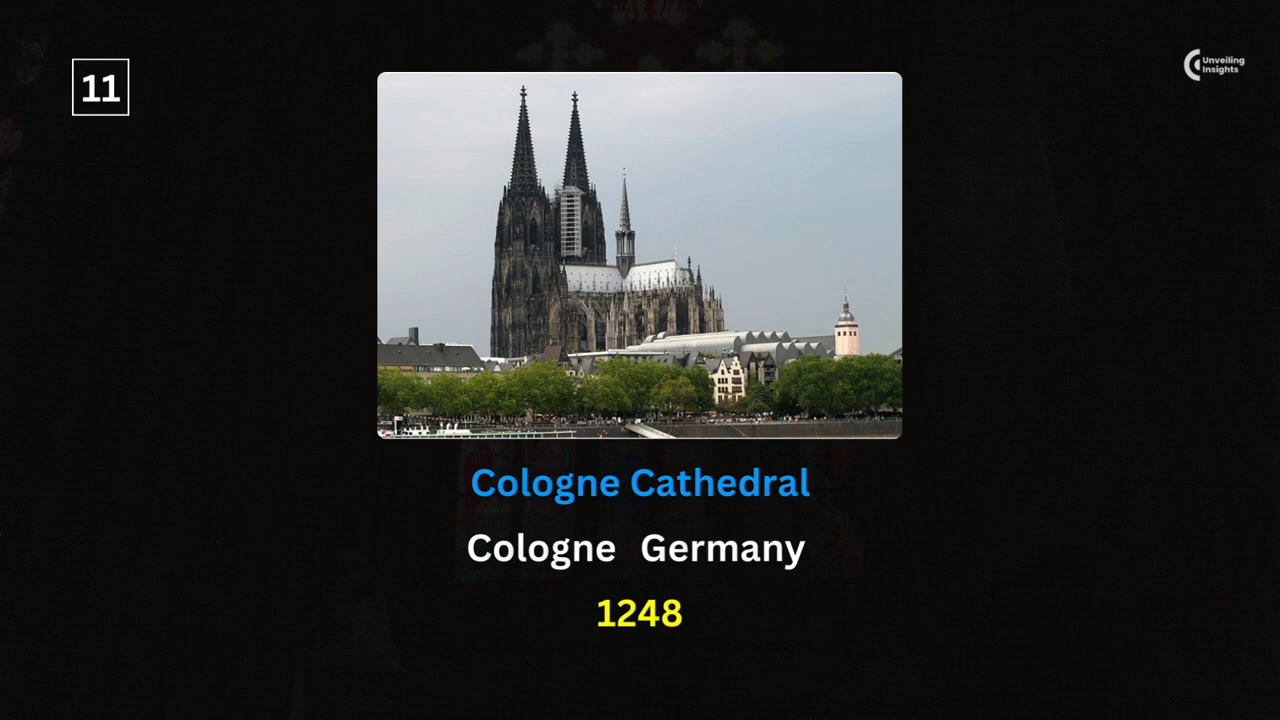 11
Unveiling
Insights
Cologne Cathedral
Cologne Germany
1248